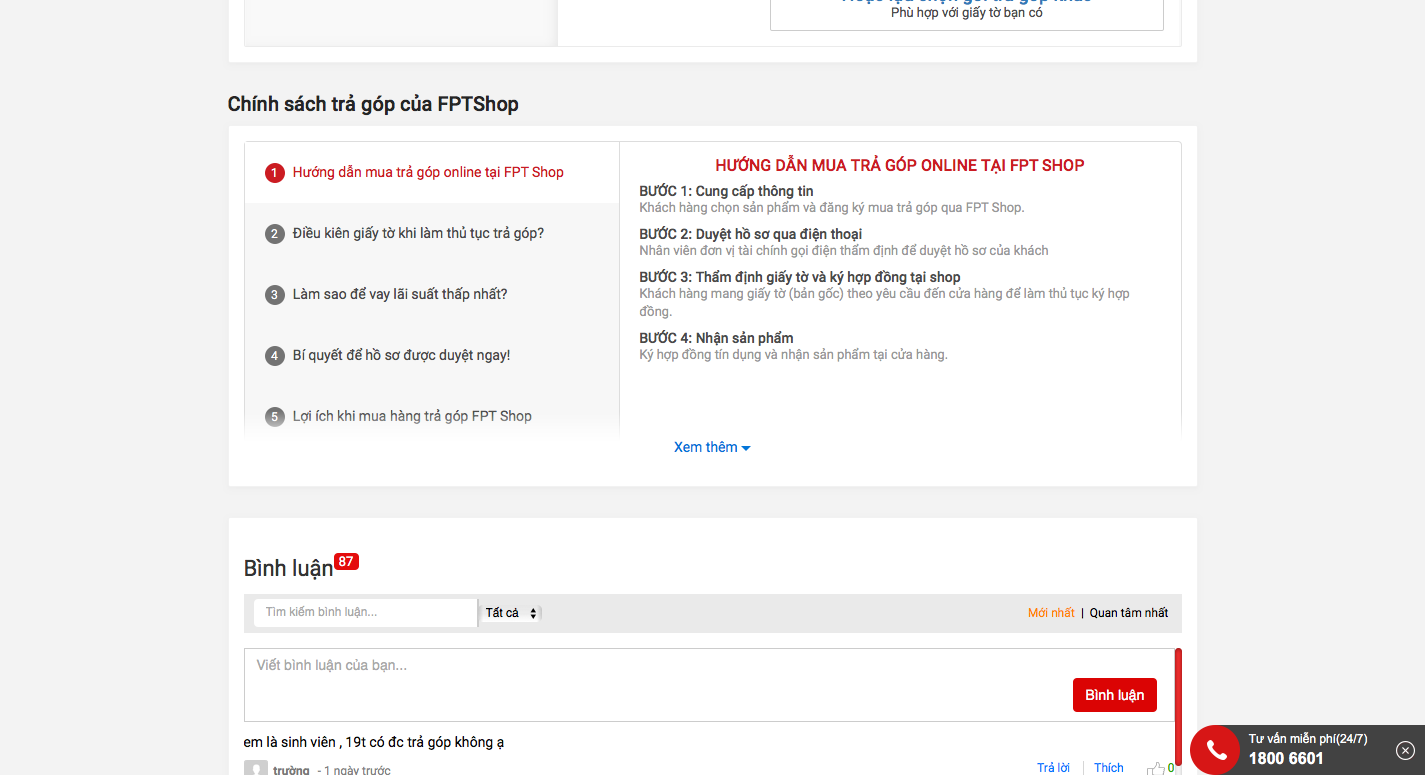 Hoặc lựa chọn gói trả góp khác
Phù hợp với giấy tờ bạn có
Chính sách trả góp của FPTShop
1 Hướng dẫn mua trả góp online tại FPT Shop
2 Điều kiên giấy tờ khi làm thủ tục trả góp?
3 Làm sao để vay lãi suất thấp nhất?
4 Bí quyết để hồ sơ được duyệt ngay!
5 Lợi ích khi mua hàng trả góp FPT Shop
HƯỚNG DẪN MUA TRẢ GÓP ONLINE TẠI FPT SHOP
BƯỚC 1: Cung cấp thông tin
Khách hàng chọn sản phẩm và đăng ký mua trả góp qua FPT Shop.
BƯỚC 2: Duyệt hồ sơ qua điện thoại
Nhân viên đơn vị tài chính gọi điện thẩm định để duyệt hồ sơ của khách
BƯỚC 3: Thẩm định giấy tờ và ký hợp đồng tại shop
Khách hàng mang giấy tờ (bản gốc) theo yêu cầu đến cửa hàng để làm thủ tục ký hợp
đồng.
BƯỚC 4: Nhận sản phẩm
Ký hợp đồng tín dụng và nhận sản phẩm tại cửa hàng.
Xem thêm
Bình luận 87
Tìm kiếm bình luận...
Tất cả
Mới nhất | Quan tâm nhất
Viết bình luận của bạn...
Bình luận
em là sinh viên , 19t có đc trả góp không ạ
trường - 1 ngày trước
Trả lời
Thích
0
Tư vấn miễn phí(24/7)
1800 6601